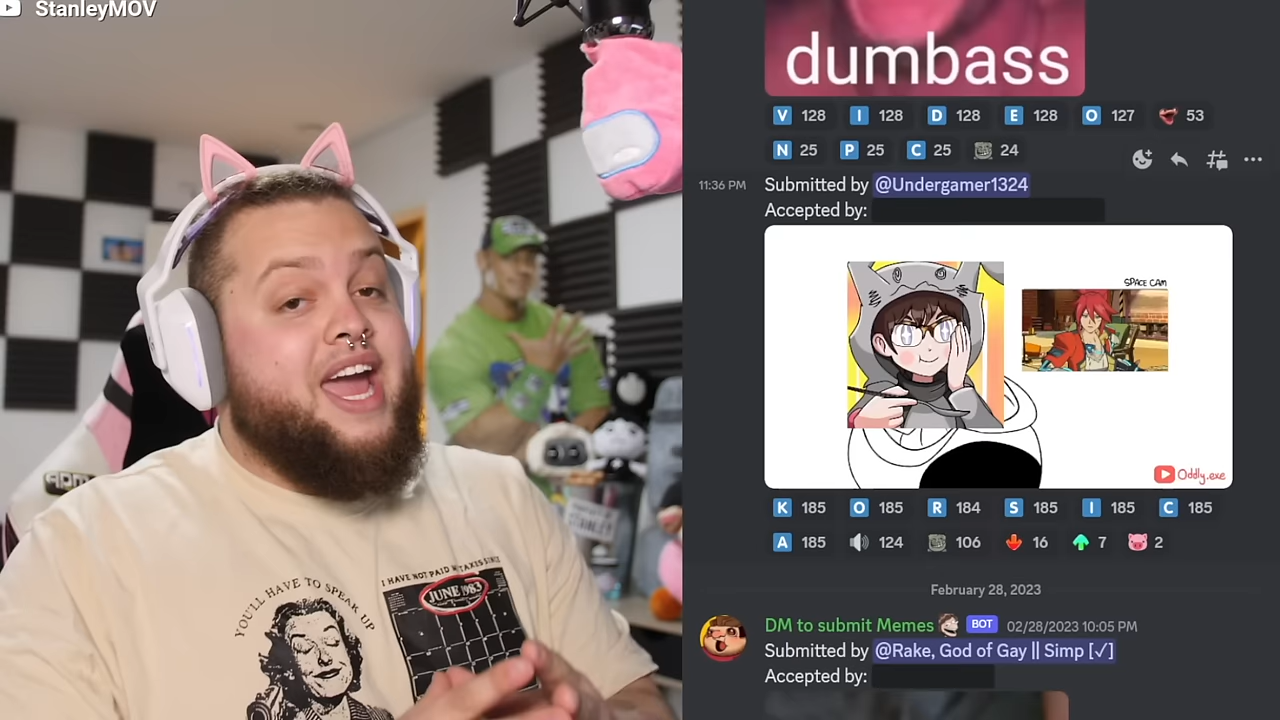 StanleyMOV
YOU'LL HAVE TO SPEAK UP
I HAVE NOT PAID TAXES SINCE
JUNE 1983
dumbass
V 128 I 128 D 128 E 128 O 127 53
N 25 P 25 C 25 24
11:36 PM Submitted by @Undergamer1324
Accepted by:
SPACE CAM
Oddly.exe
K 185 O 185 R 184 S 185 I 185 C 185
A 185 124 106 16 7 2
February 28, 2023
DM to submit Memes BOT 02/28/2023 10:05 PM
Submitted by @Rake, God of Gay || Simp [✓]
Accepted by: